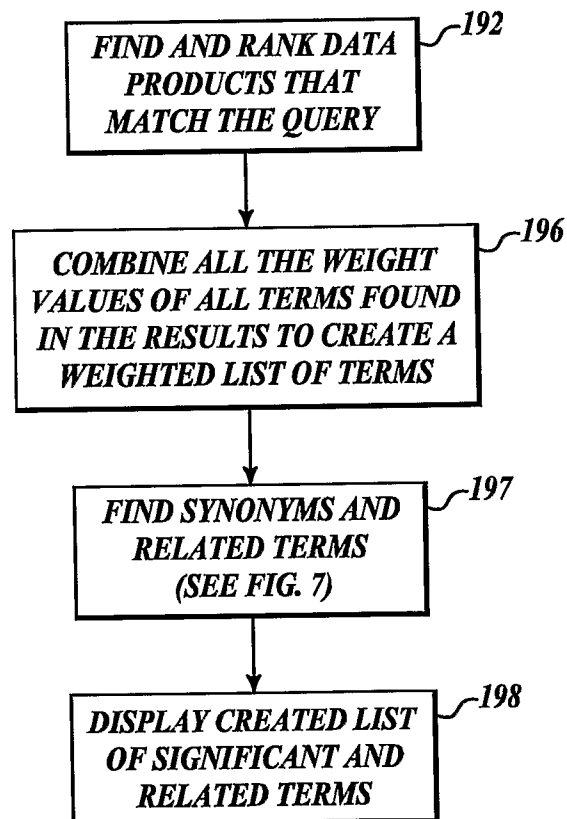 192
FIND AND RANK DATA
PRODUCTS THAT
MATCH THE QUERY
196
COMBINE ALL THE WEIGHT
VALUES OF ALL TERMS FOUND
IN THE RESULTS TO CREATE A
WEIGHTED LIST OF TERMS
197
FIND SYNONYMS AND
RELATED TERMS
(SEE FIG. 7)
198
DISPLAY CREATED LIST
OF SIGNIFICANT AND
RELATED TERMS